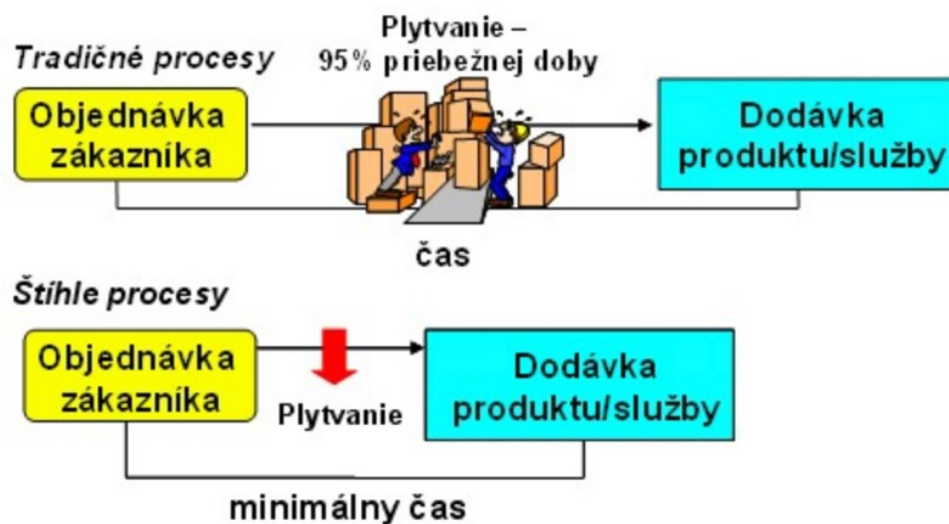 Plytvanie –
Tradičné procesy
95% priebežnej doby
Objednávka
zákazníka
Dodávka
produktu/služby
čas
Štíhle procesy
Objednávka
zákazníka
Plytvanie
Dodávka
produktu/služby
minimálny čas